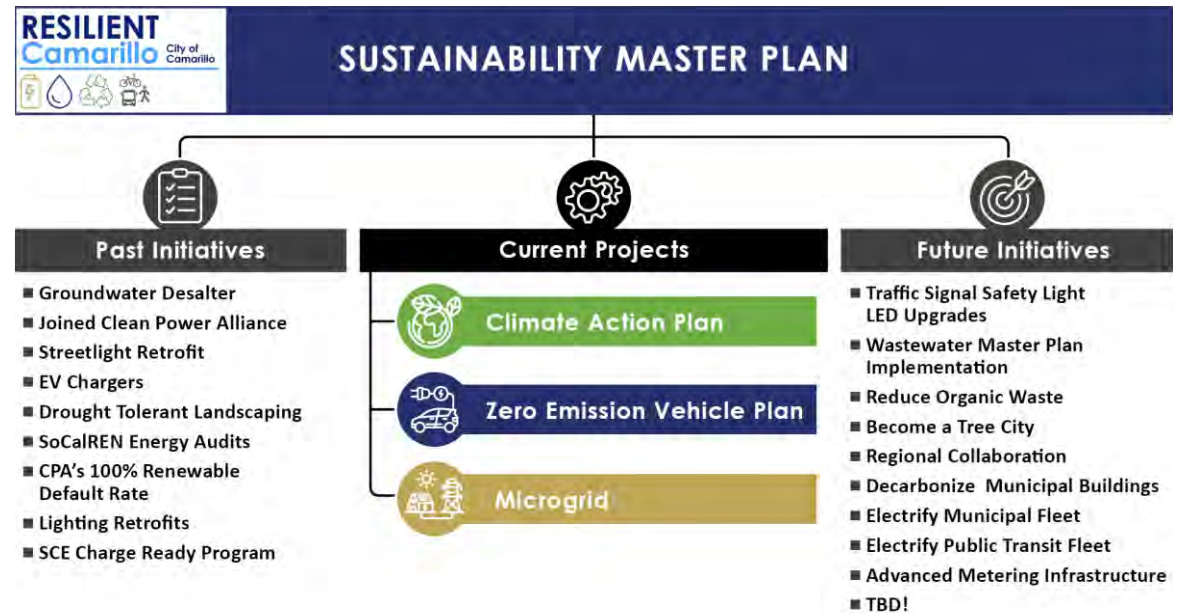 RESILIENT
Camarillo City of Camarillo
SUSTAINABILITY MASTER PLAN
Past Initiatives
Groundwater Desalter
Joined Clean Power Alliance
Streetlight Retrofit
EV Chargers
Drought Tolerant Landscaping
SoCalREN Energy Audits
CPA's 100% Renewable
Default Rate
Lighting Retrofits
SCE Charge Ready Program
Current Projects
Climate Action Plan
Zero Emission Vehicle Plan
Microgrid
Future Initiatives
Traffic Signal Safety Light
LED Upgrades
Wastewater Master Plan
Implementation
Reduce Organic Waste
Become a Tree City
Regional Collaboration
Decarbonize Municipal Buildings
Electrify Municipal Fleet
Electrify Public Transit Fleet
Advanced Metering Infrastructure
TBD!